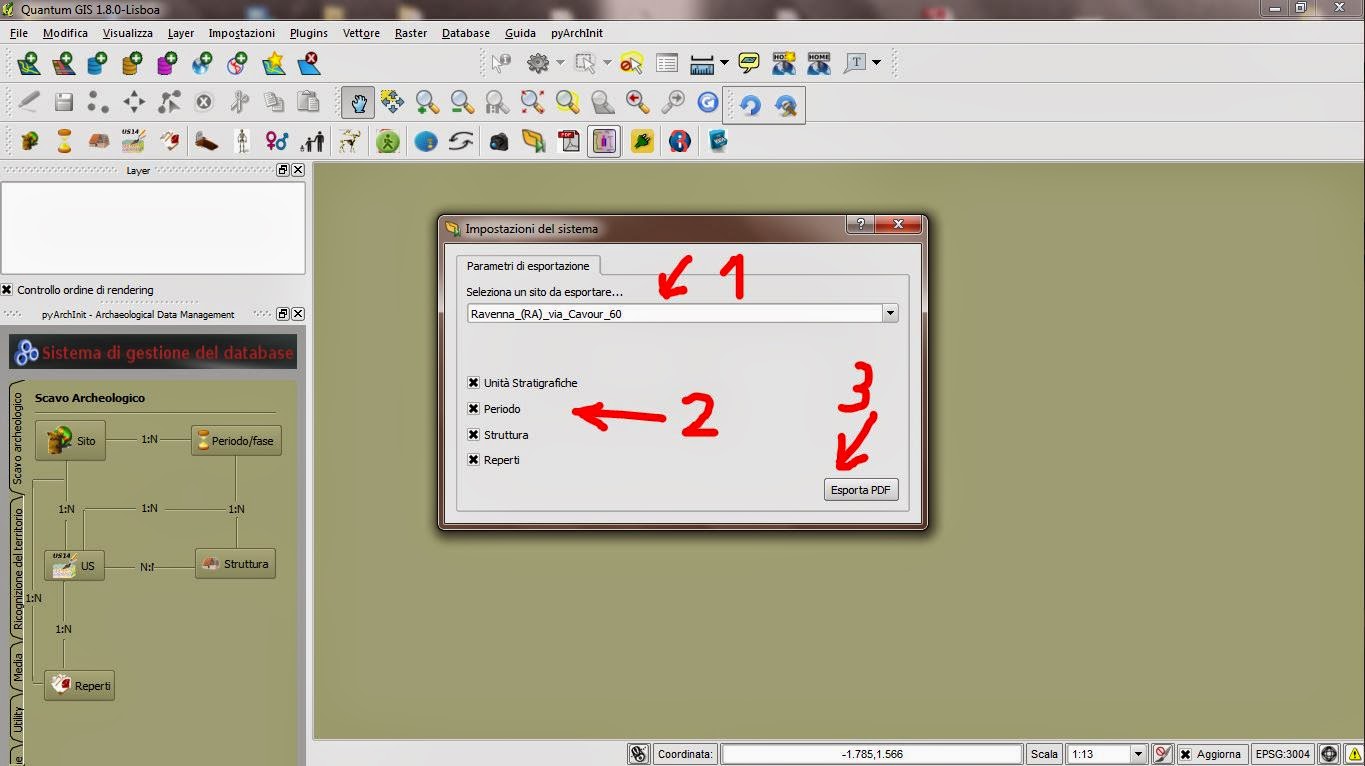 Quantum GIS 1.8.0-Lisboa
File Modifica Visualizza Layer Impostazioni Plugins Vettore Raster Database Guida pyArchInit
HOME
T
US14
PDF
Layer
Controllo ordine di rendering
pyArchInit - Archaeological Data Management
Sistema di gestione del database
Scavo archeologico
Ricognizione del territorio
Media
Utility
Scavo Archeologico
Sito
1:N
Periodo/fase
1:N
1:N
1:N
US14
US
Struttura
1:N
1:N
Reperti
Impostazioni del sistema
?
Parametri di esportazione
1
Seleziona un sito da esportare...
Ravenna_(RA)_via_Cavour_60
Unità Stratigrafiche
Periodo
Struttura
Reperti
2
3
Esporta PDF
Coordinata:
-1.785,1.566
Scala
1:13
Aggiorna
EPSG:3004